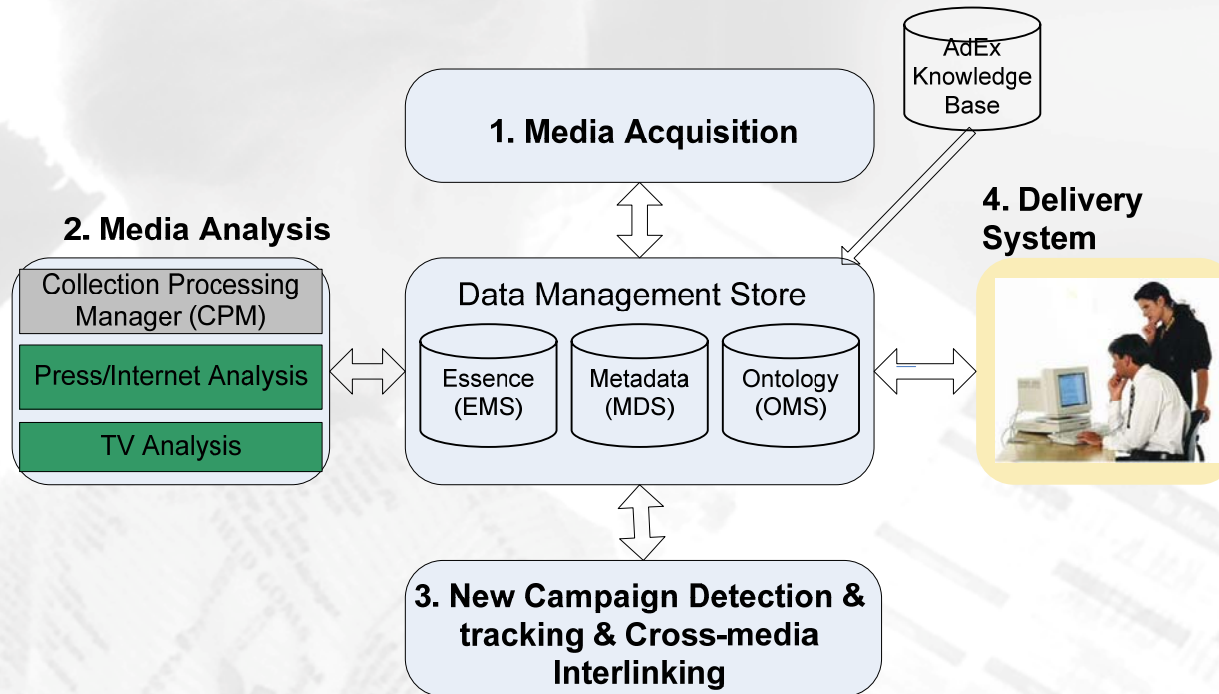 AdEx
Knowledge
Base
1. Media Acquisition
2. Media Analysis
Collection Processing
Manager (CPM)
Press/Internet Analysis
TV Analysis
Data Management Store
Essence
(EMS)
Metadata
(MDS)
Ontology
(OMS)
4. Delivery
System
3. New Campaign Detection &
tracking & Cross-media
Interlinking